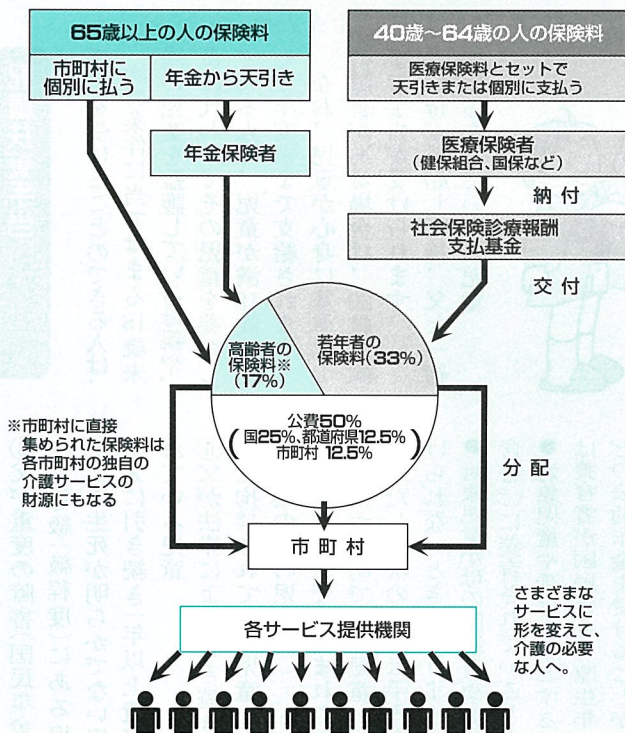 65歳以上の人の保険料
市町村に
個別に払う
年金から天引き
年金保険者
40歳〜64歳の人の保険料
医療保険料とセットで
天引きまたは個別に支払う
医療保険者
(健保組合、国保など)
納付
社会保険診療報酬
支払基金
交付
高齢者の
保険料※
(17%)
若年者の
保険料(33%)
公費50%
(国25%、都道府県12.5%
市町村 12.5%)
※市町村に直接
集められた保険料は
各市町村の独自の
介護サービスの
財源にもなる
分配
市町村
各サービス提供機関
さまざまな
サービスに
形を変えて、
介護の必要
な人へ。